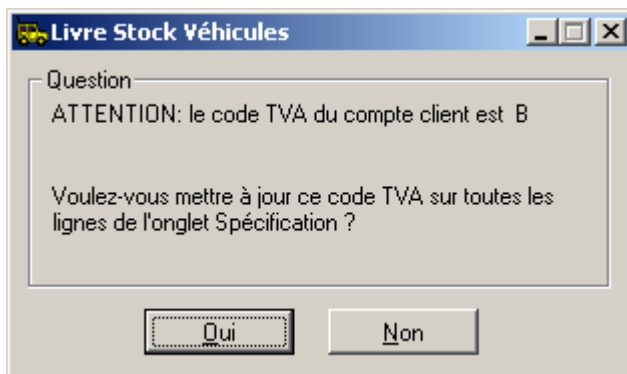 Livre Stock Véhicules
Question
ATTENTION: le code TVA du compte client est B
Voulez-vous mettre à jour ce code TVA sur toutes les
lignes de l'onglet Spécification ?
Oui
Non